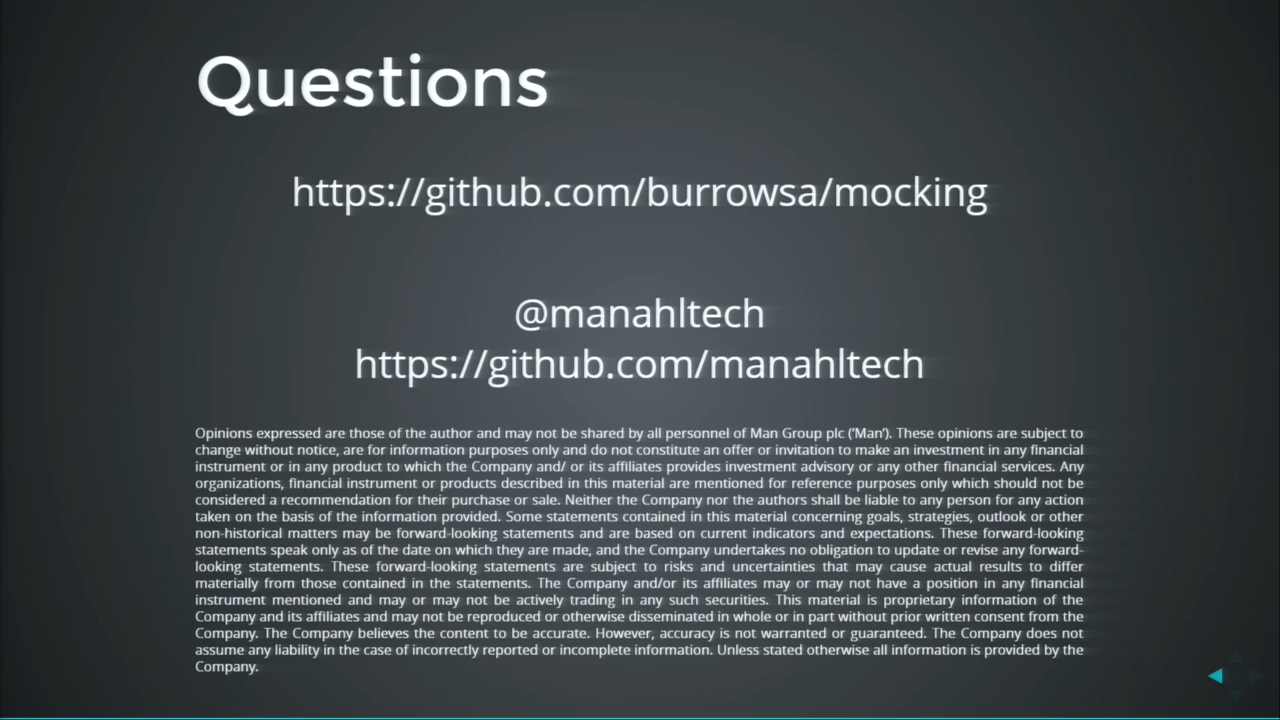 Questions
https://github.com/burrowsa/mocking
@manahltech
https://github.com/manahltech
Opinions expressed are those of the author and may not be shared by all personnel of Man Group plc (‘Man’). These opinions are subject to
change without notice, are for information purposes only and do not constitute an offer or invitation to make an investment in any financial
instrument or in any product to which the Company and/ or its affiliates provides investment advisory or any other financial services. Any
organizations, financial instrument or products described in this material are mentioned for reference purposes only which should not be
considered a recommendation for their purchase or sale. Neither the Company nor the authors shall be liable to any person for any action
taken on the basis of the information provided. Some statements contained in this material concerning goals, strategies, outlook or other
non-historical matters may be forward-looking statements and are based on current indicators and expectations. These forward-looking
statements speak only as of the date on which they are made, and the Company undertakes no obligation to update or revise any forward-
looking statements. These forward-looking statements are subject to risks and uncertainties that may cause actual results to differ
materially from those contained in the statements. The Company and/or its affiliates may or may not have a position in any financial
instrument mentioned and may or may not be actively trading in any such securities. This material is proprietary information of the
Company and its affiliates and may not be reproduced or otherwise disseminated in whole or in part without prior written consent from the
Company. The Company believes the content to be accurate. However, accuracy is not warranted or guaranteed. The Company does not
assume any liability in the case of incorrectly reported or incomplete information. Unless stated otherwise all information is provided by the
Company.